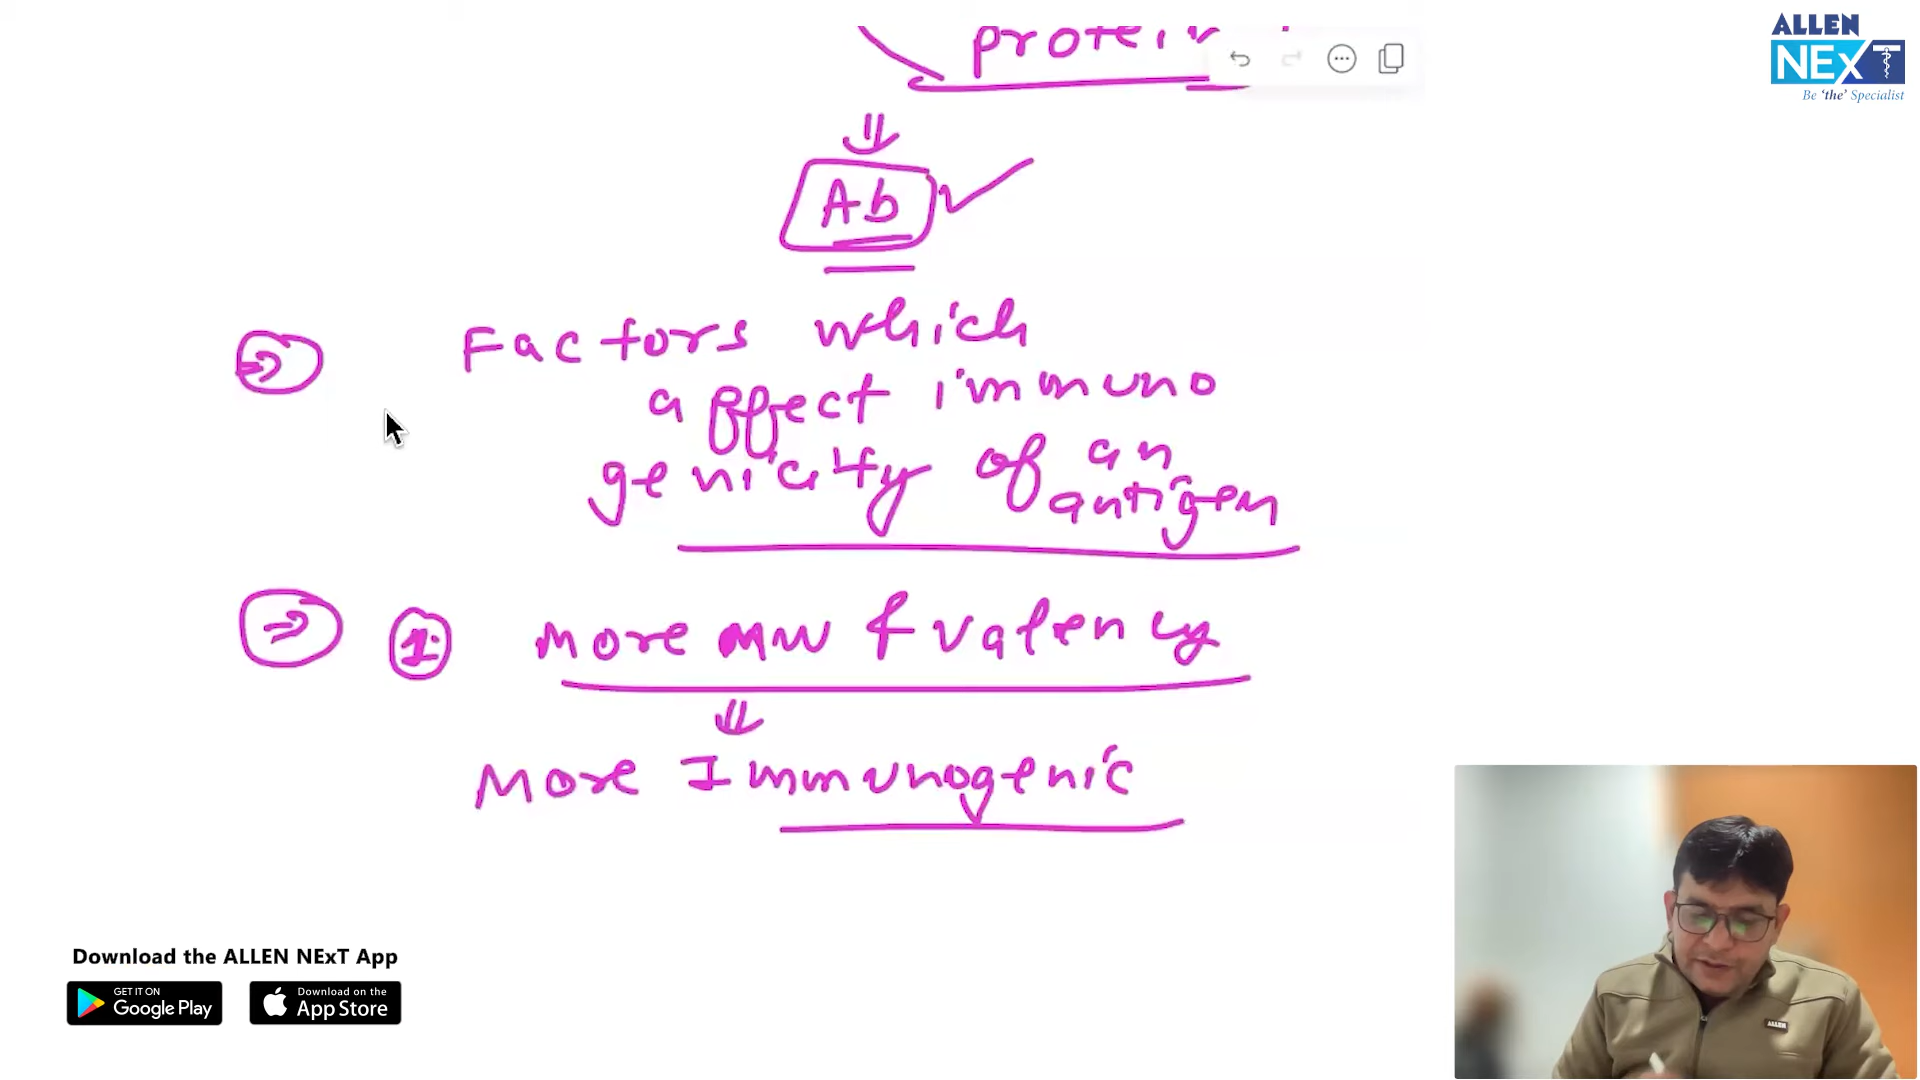 protein
ALLEN
NExT
Be 'the' Specialist
Ab
Factors which
affect immuno
genicity of an
antigen
1. More MW & valency
More Immunogenic
Download the ALLEN NExT App
GET IT ON
Google Play
Download on the
App Store